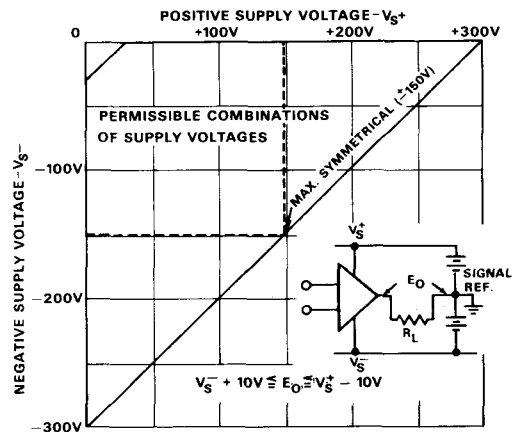 POSITIVE SUPPLY VOLTAGE-VS+
0 +100V +200V +300V
NEGATIVE SUPPLY VOLTAGE-VS-
PERMISSIBLE COMBINATIONS
OF SUPPLY VOLTAGES
MAX. SYMMETRICAL (±150V)
-100V
-200V
-300V
VS+
EO
SIGNAL
REF.
RL
VS-
VS- + 10V ≦ EO ≦ VS+ - 10V